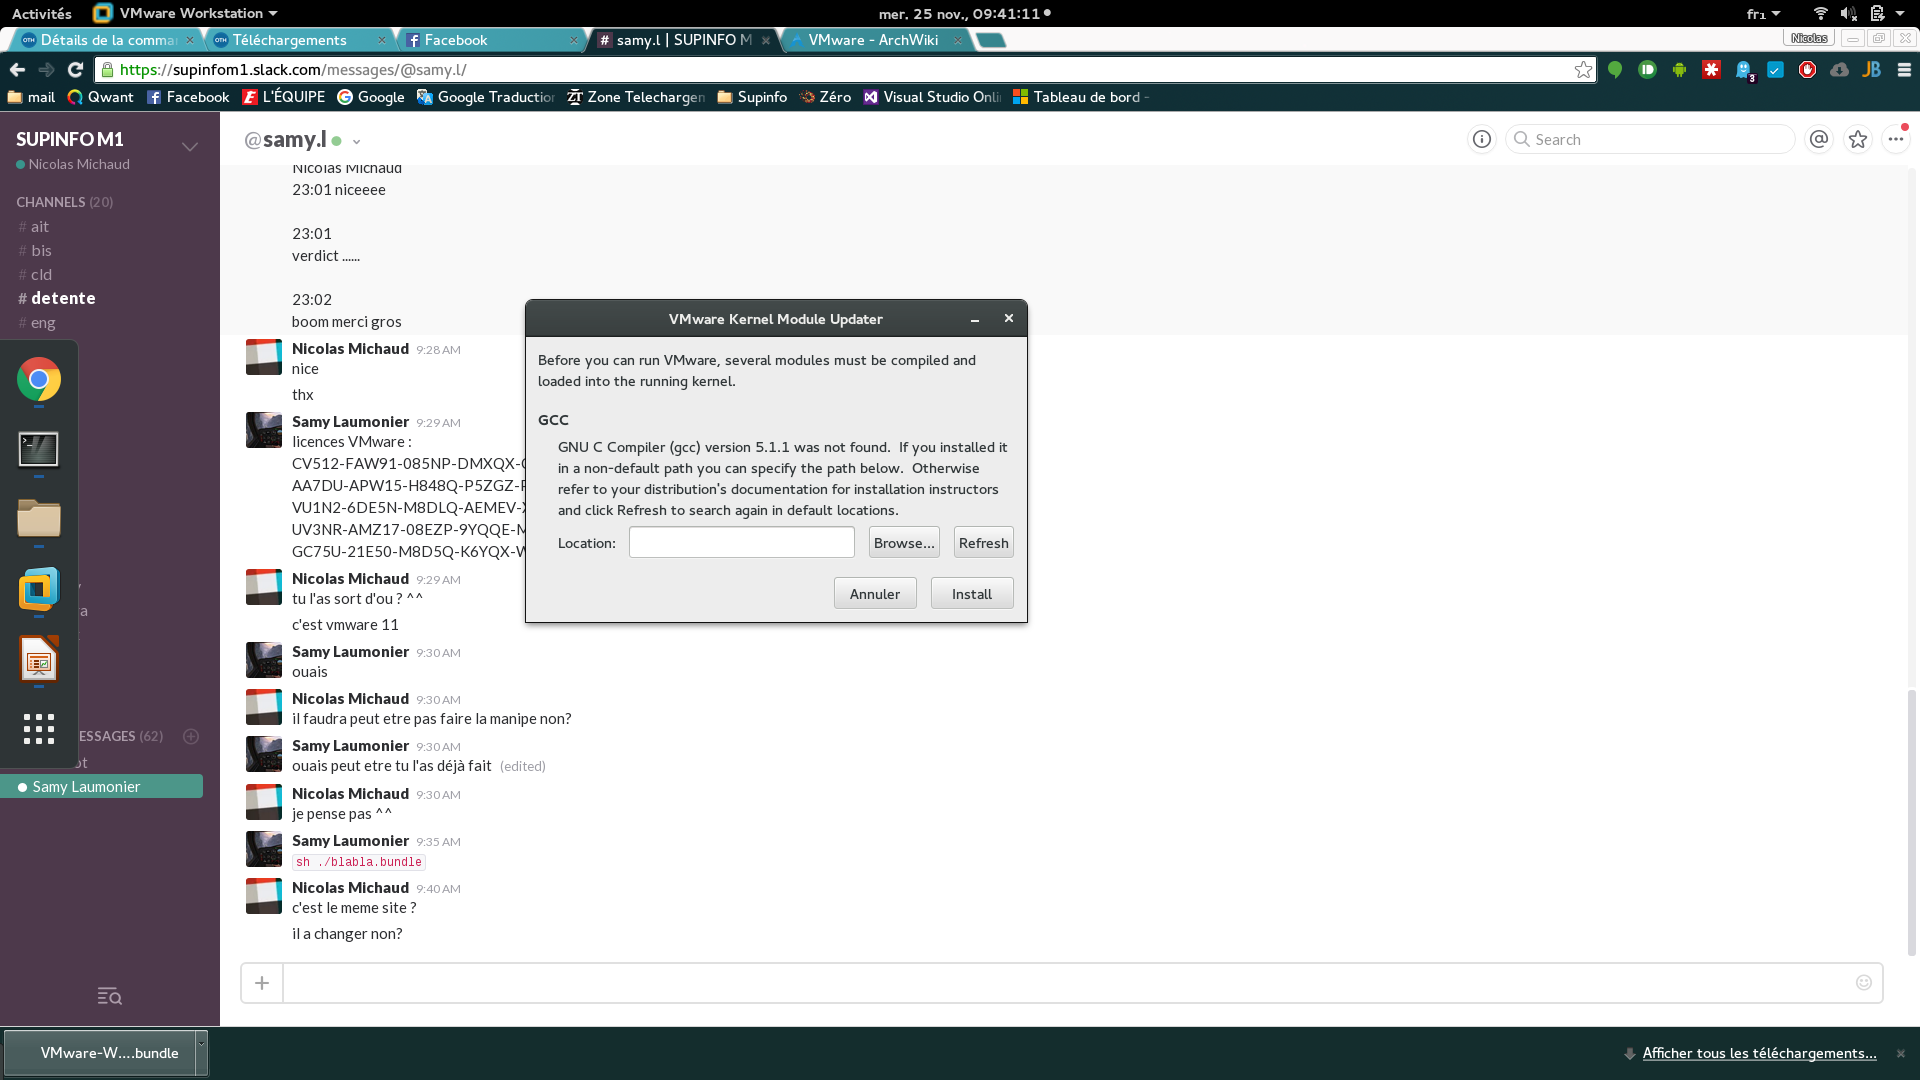 Activités
VMware Workstation
mer. 25 nov., 09:41:11
fr₁
Détails de la comma
Téléchargements
Facebook
samy.l | SUPINFO M
VMware - ArchWiki
Nicolas
https://supinfom1.slack.com/messages/@samy.l/
mail
Qwant
Facebook
L'ÉQUIPE
Google
Google Traduction
Zone Telechargem
Supinfo
Zéro
Visual Studio Onli
Tableau de bord -
SUPINFO M1
Nicolas Michaud
CHANNELS (20)
# ait
# bis
# cld
# detente
# eng
ESSAGES (62)
ot
Samy Laumonier
@samy.l
Search
Nicolas Michaud
23:01 niceeee
23:01
verdict ......
23:02
boom merci gros
Nicolas Michaud 9:28 AM
nice
thx
Samy Laumonier 9:29 AM
licences VMware :
CV512-FAW91-085NP-DMXQX-
AA7DU-APW15-H848Q-P5ZGZ-
VU1N2-6DE5N-M8DLQ-AEMEV-
UV3NR-AMZ17-08EZP-9YQQE-
GC75U-21E50-M8D5Q-K6YQX-
Nicolas Michaud 9:29 AM
tu l'as sort d'ou ? ^^
c'est vmware 11
Samy Laumonier 9:30 AM
ouais
Nicolas Michaud 9:30 AM
il faudra peut etre pas faire la manipe non?
Samy Laumonier 9:30 AM
ouais peut etre tu l'as déjà fait (edited)
Nicolas Michaud 9:30 AM
je pense pas ^^
Samy Laumonier 9:35 AM
sh ./blabla.bundle
Nicolas Michaud 9:40 AM
c'est le meme site ?
il a changer non?
VMware Kernel Module Updater
Before you can run VMware, several modules must be compiled and
loaded into the running kernel.
GCC
GNU C Compiler (gcc) version 5.1.1 was not found. If you installed it
in a non-default path you can specify the path below. Otherwise
refer to your distribution's documentation for installation instructors
and click Refresh to search again in default locations.
Location:
Browse...
Refresh
Annuler
Install
VMware-W....bundle
Afficher tous les téléchargements...